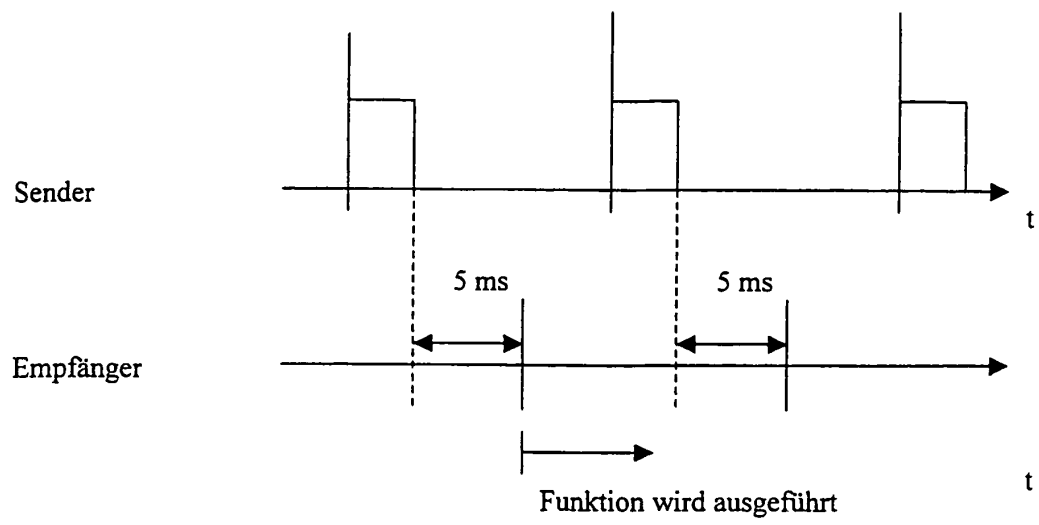 Sender
t
5 ms
5 ms
Empfänger
t
Funktion wird ausgeführt